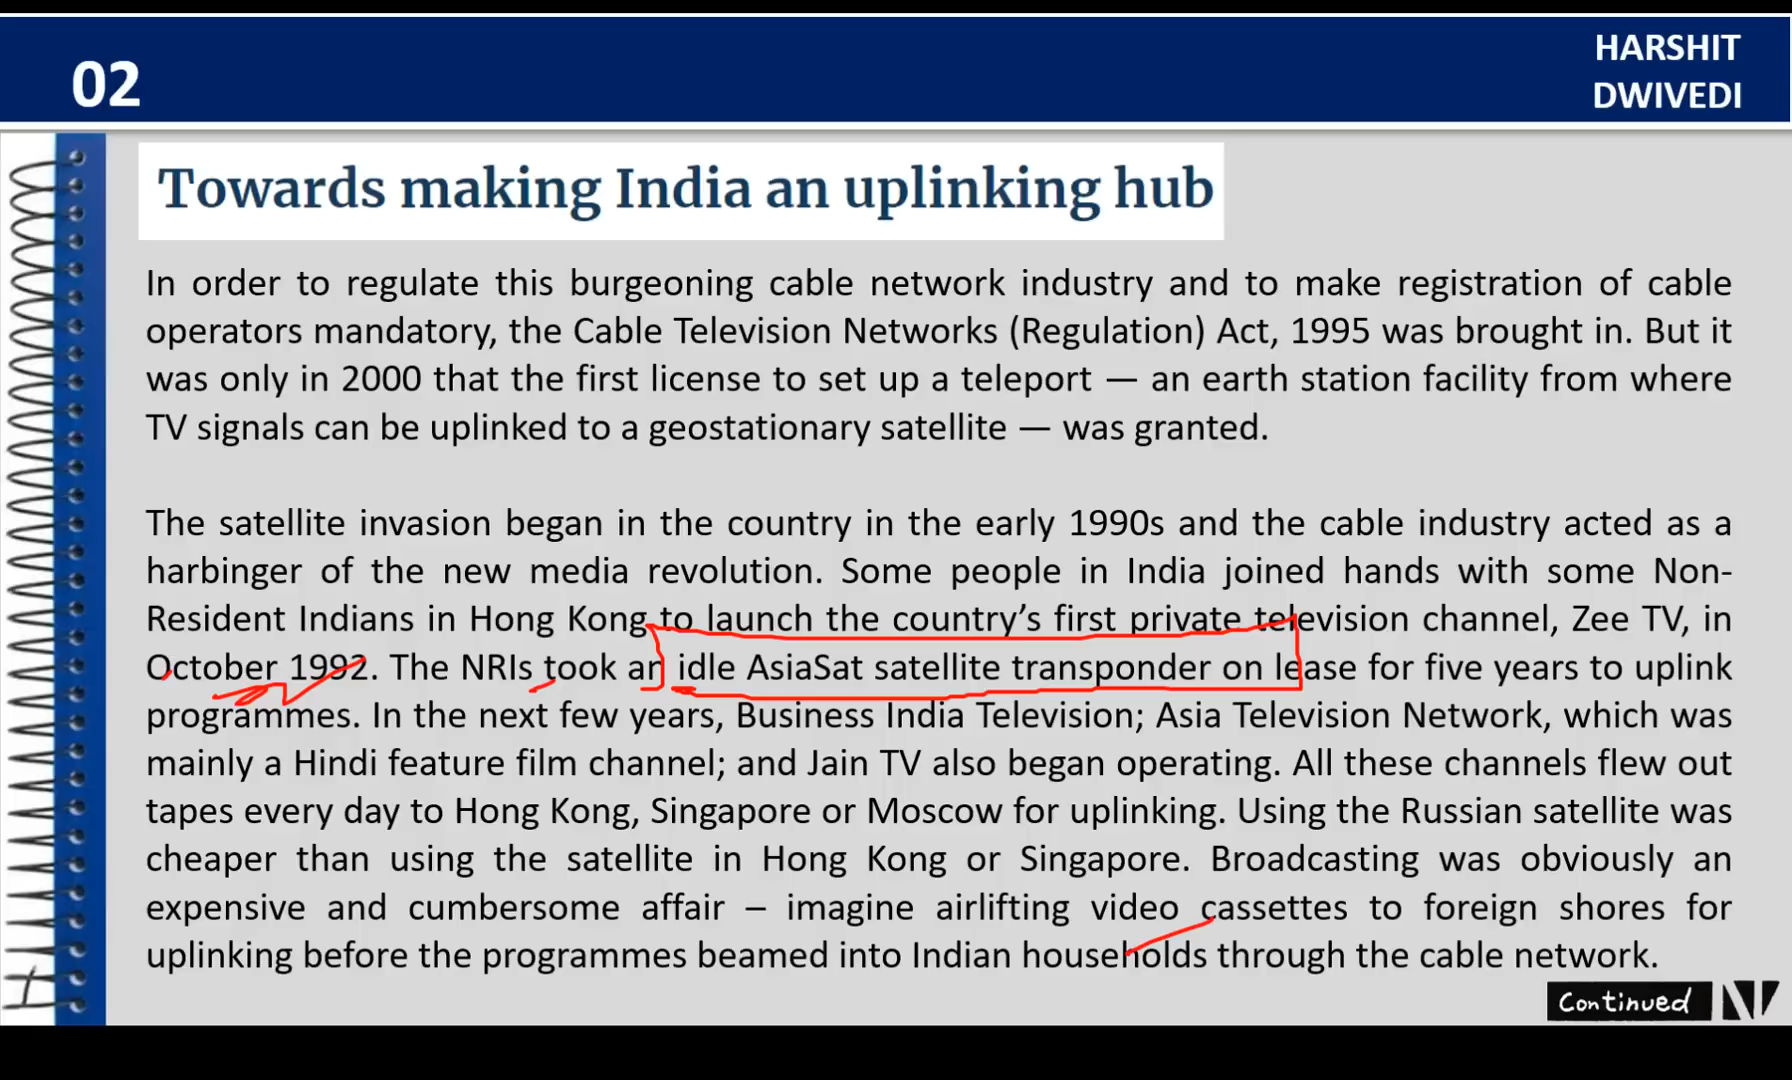 02
HARSHIT
DWIVEDI
Towards making India an uplinking hub
In order to regulate this burgeoning cable network industry and to make registration of cable
operators mandatory, the Cable Television Networks (Regulation) Act, 1995 was brought in. But it
was only in 2000 that the first license to set up a teleport — an earth station facility from where
TV signals can be uplinked to a geostationary satellite — was granted.
The satellite invasion began in the country in the early 1990s and the cable industry acted as a
harbinger of the new media revolution. Some people in India joined hands with some Non-
Resident Indians in Hong Kong to launch the country’s first private television channel, Zee TV, in
October 1992. The NRIs took an idle AsiaSat satellite transponder on lease for five years to uplink
programmes. In the next few years, Business India Television; Asia Television Network, which was
mainly a Hindi feature film channel; and Jain TV also began operating. All these channels flew out
tapes every day to Hong Kong, Singapore or Moscow for uplinking. Using the Russian satellite was
cheaper than using the satellite in Hong Kong or Singapore. Broadcasting was obviously an
expensive and cumbersome affair – imagine airlifting video cassettes to foreign shores for
uplinking before the programmes beamed into Indian households through the cable network.
Continued